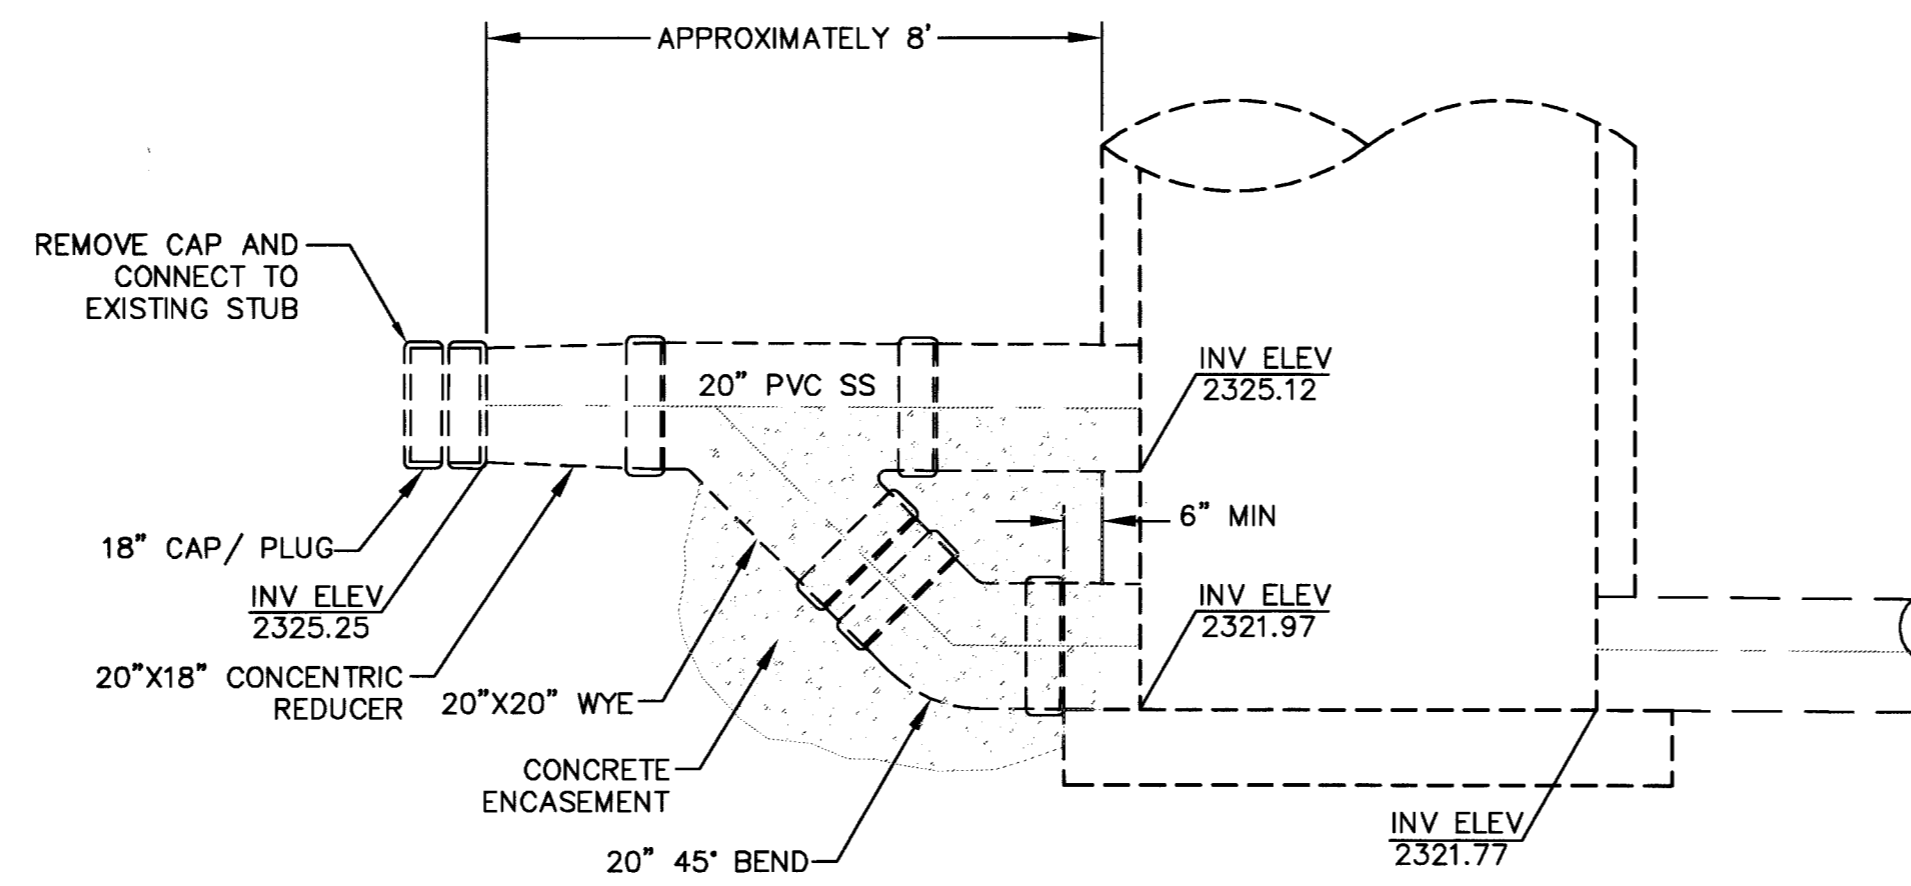 APPROXIMATELY 8'
REMOVE CAP AND
CONNECT TO
EXISTING STUB
20" PVC SS
INV ELEV
2325.12
18" CAP/ PLUG
6" MIN
INV ELEV
2325.25
INV ELEV
2321.97
20"X18" CONCENTRIC
REDUCER
20"X20" WYE
CONCRETE
ENCASEMENT
20" 45° BEND
INV ELEV
2321.77